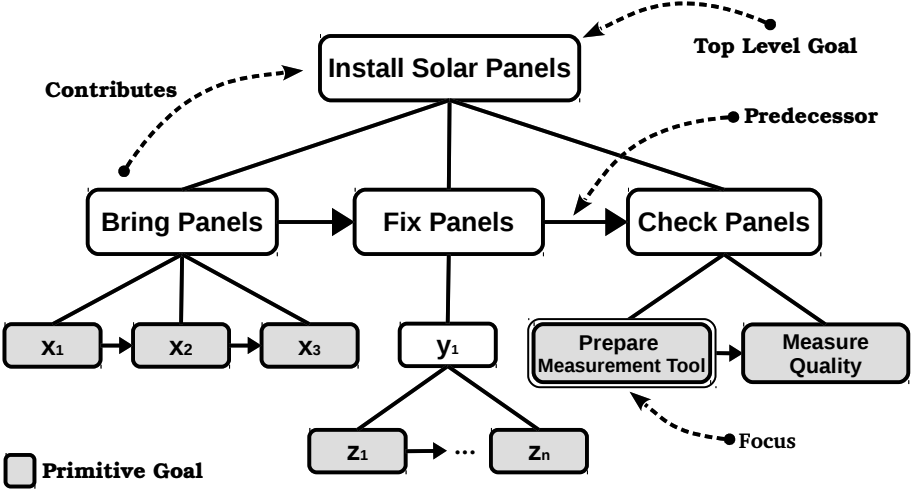 Top Level Goal
Install Solar Panels
Contributes
Predecessor
Bring Panels
Fix Panels
Check Panels
x1
x2
x3
y1
Prepare
Measurement Tool
Measure
Quality
Focus
z1
...
zn
Primitive Goal